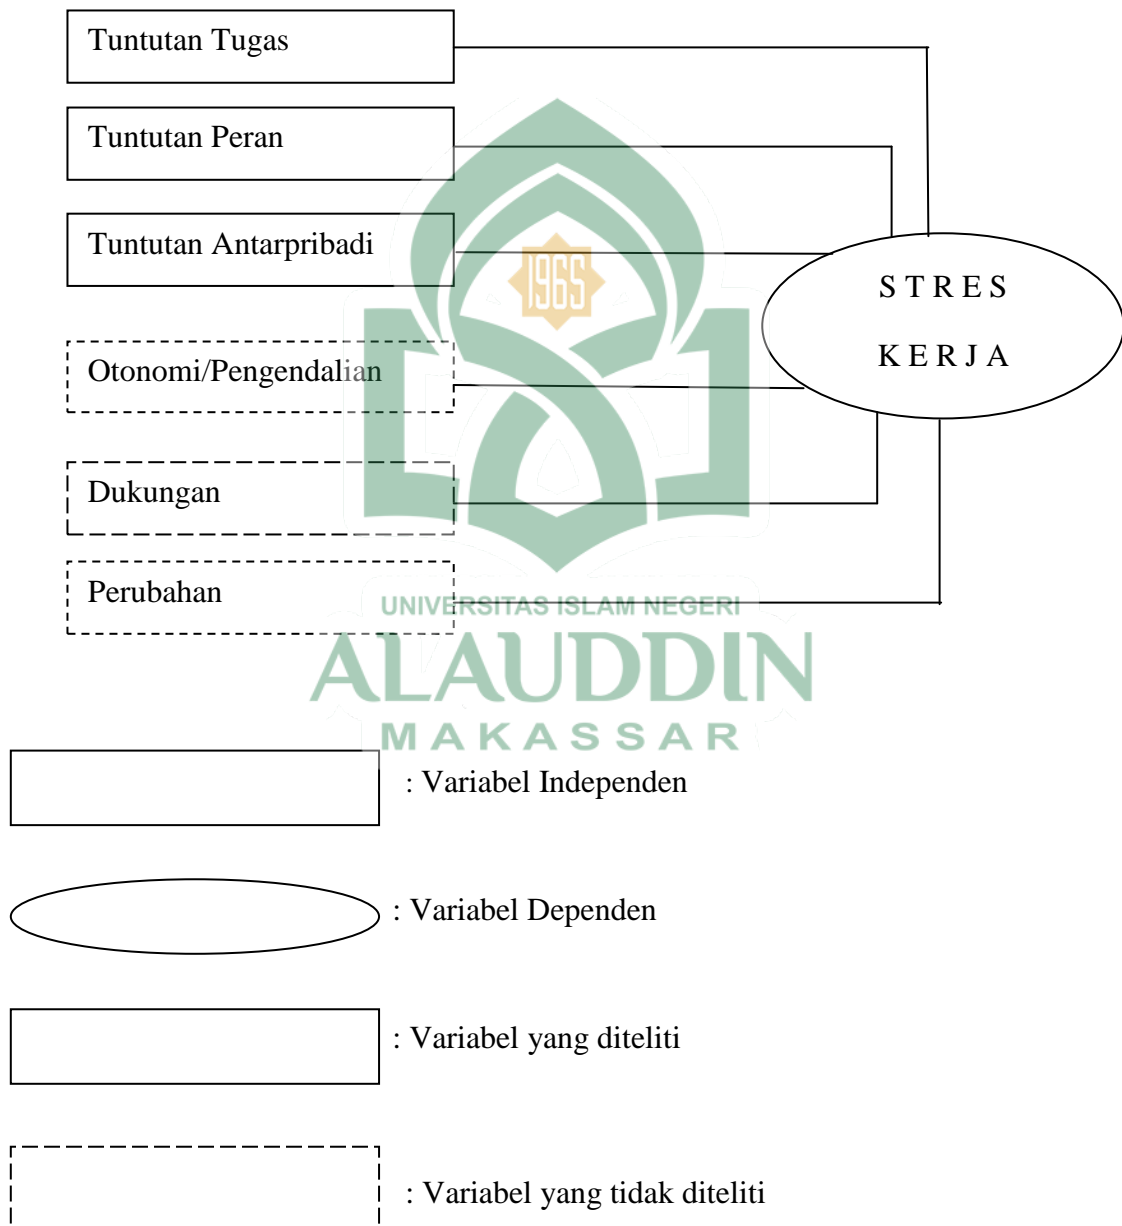 Tuntutan Tugas
Tuntutan Peran
Tuntutan Antarpribadi
1965
S T R E S
K E R J A
Otonomi/Pengendalian
Dukungan
Perubahan
UNIVERSITAS ISLAM NEGERI
ALAUDDIN
MAKASSAR
: Variabel Independen
: Variabel Dependen
: Variabel yang diteliti
: Variabel yang tidak diteliti